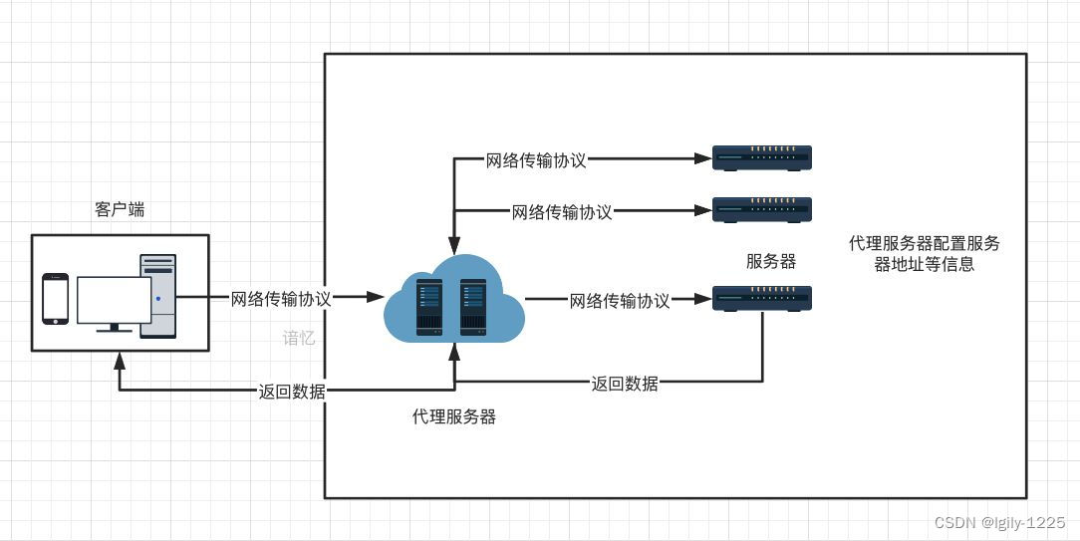 网络传输协议
网络传输协议
客户端
代理服务器配置服务
器地址等信息
服务器
网络传输协议
网络传输协议
谙忆
返回数据
返回数据
代理服务器
CSDN @lgily-1225